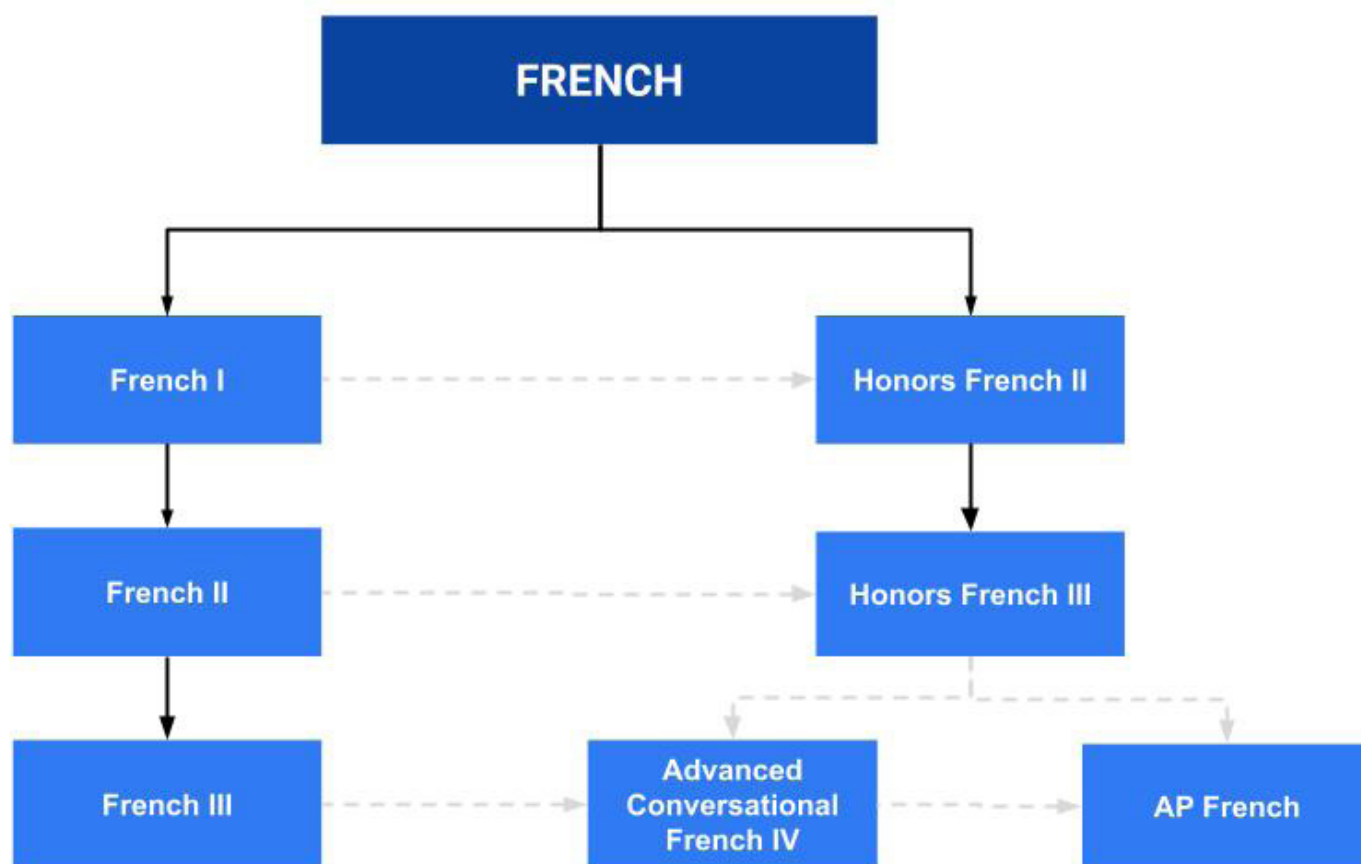 FRENCH
French I
Honors French II
French II
Honors French III
French III
Advanced
Conversational
French IV
AP French